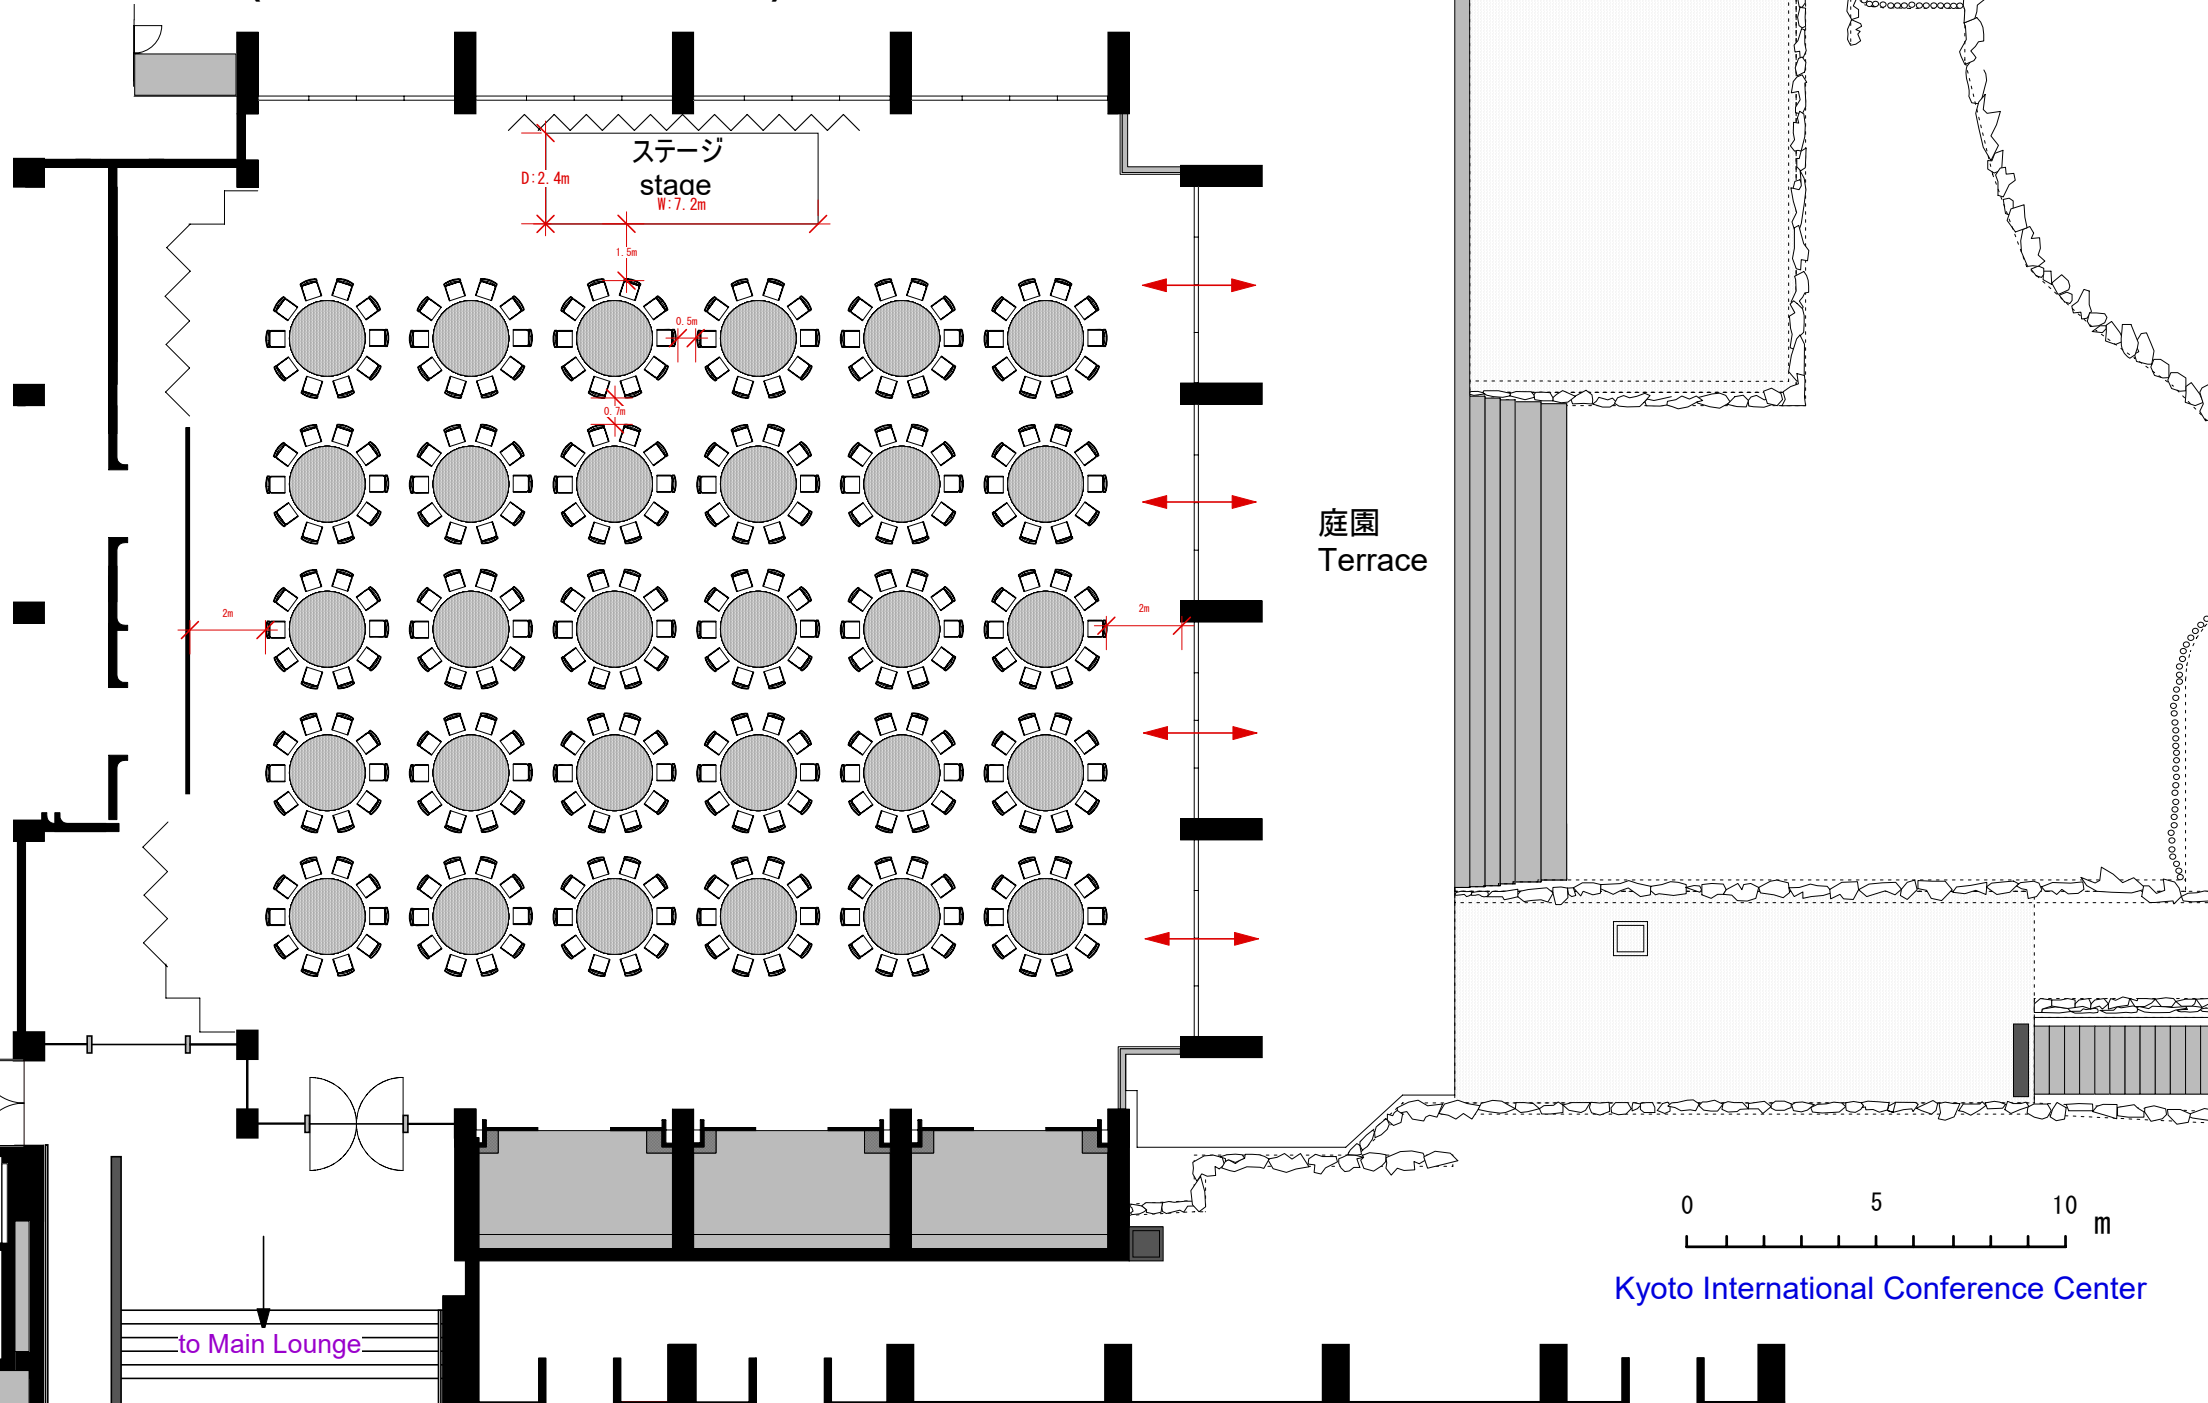 ステージ
D:2.4m
stage
W:7.2m
1.5m
0.5m
0.7m
庭園
Terrace
2m
2m
0 5 10
m
Kyoto International Conference Center
to Main Lounge